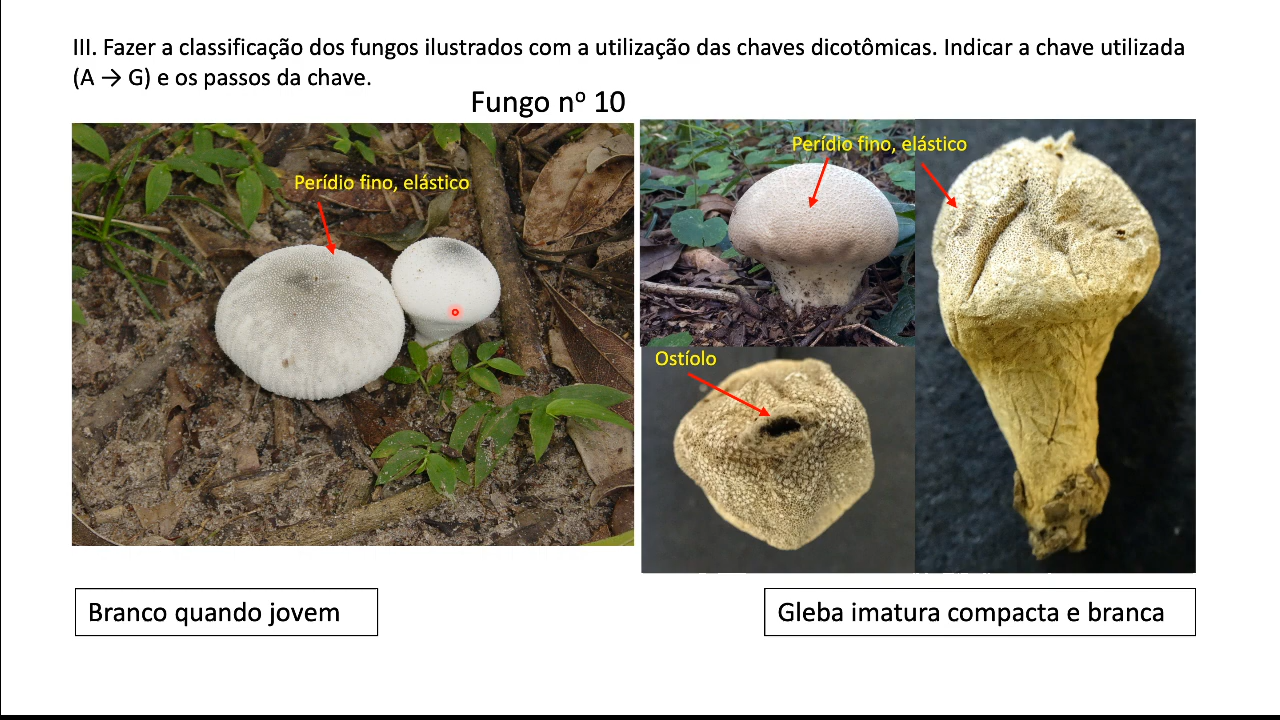 III. Fazer a classificação dos fungos ilustrados com a utilização das chaves dicotômicas. Indicar a chave utilizada
(A → G) e os passos da chave.
Fungo nº 10
Perídio fino, elástico
Perídio fino, elástico
Ostíolo
Branco quando jovem
Gleba imatura compacta e branca